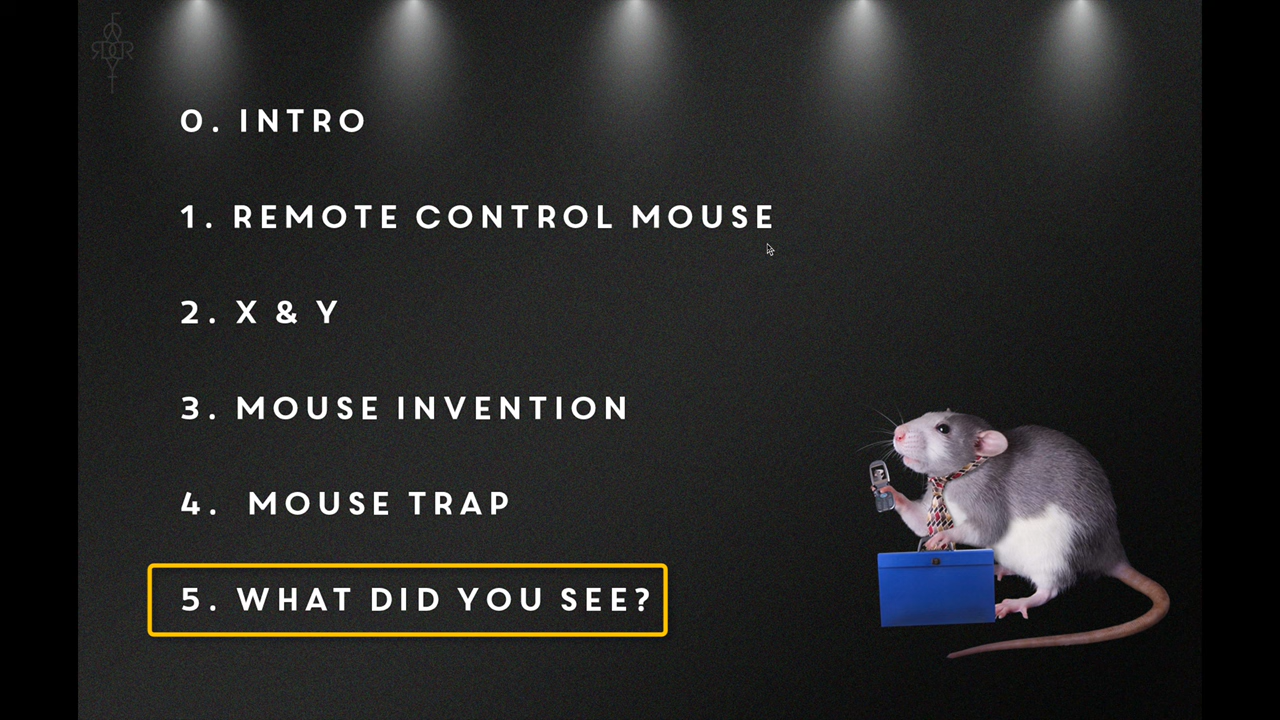 0. INTRO
1. REMOTE CONTROL MOUSE
2. X & Y
3. MOUSE INVENTION
4. MOUSE TRAP
5. WHAT DID YOU SEE?